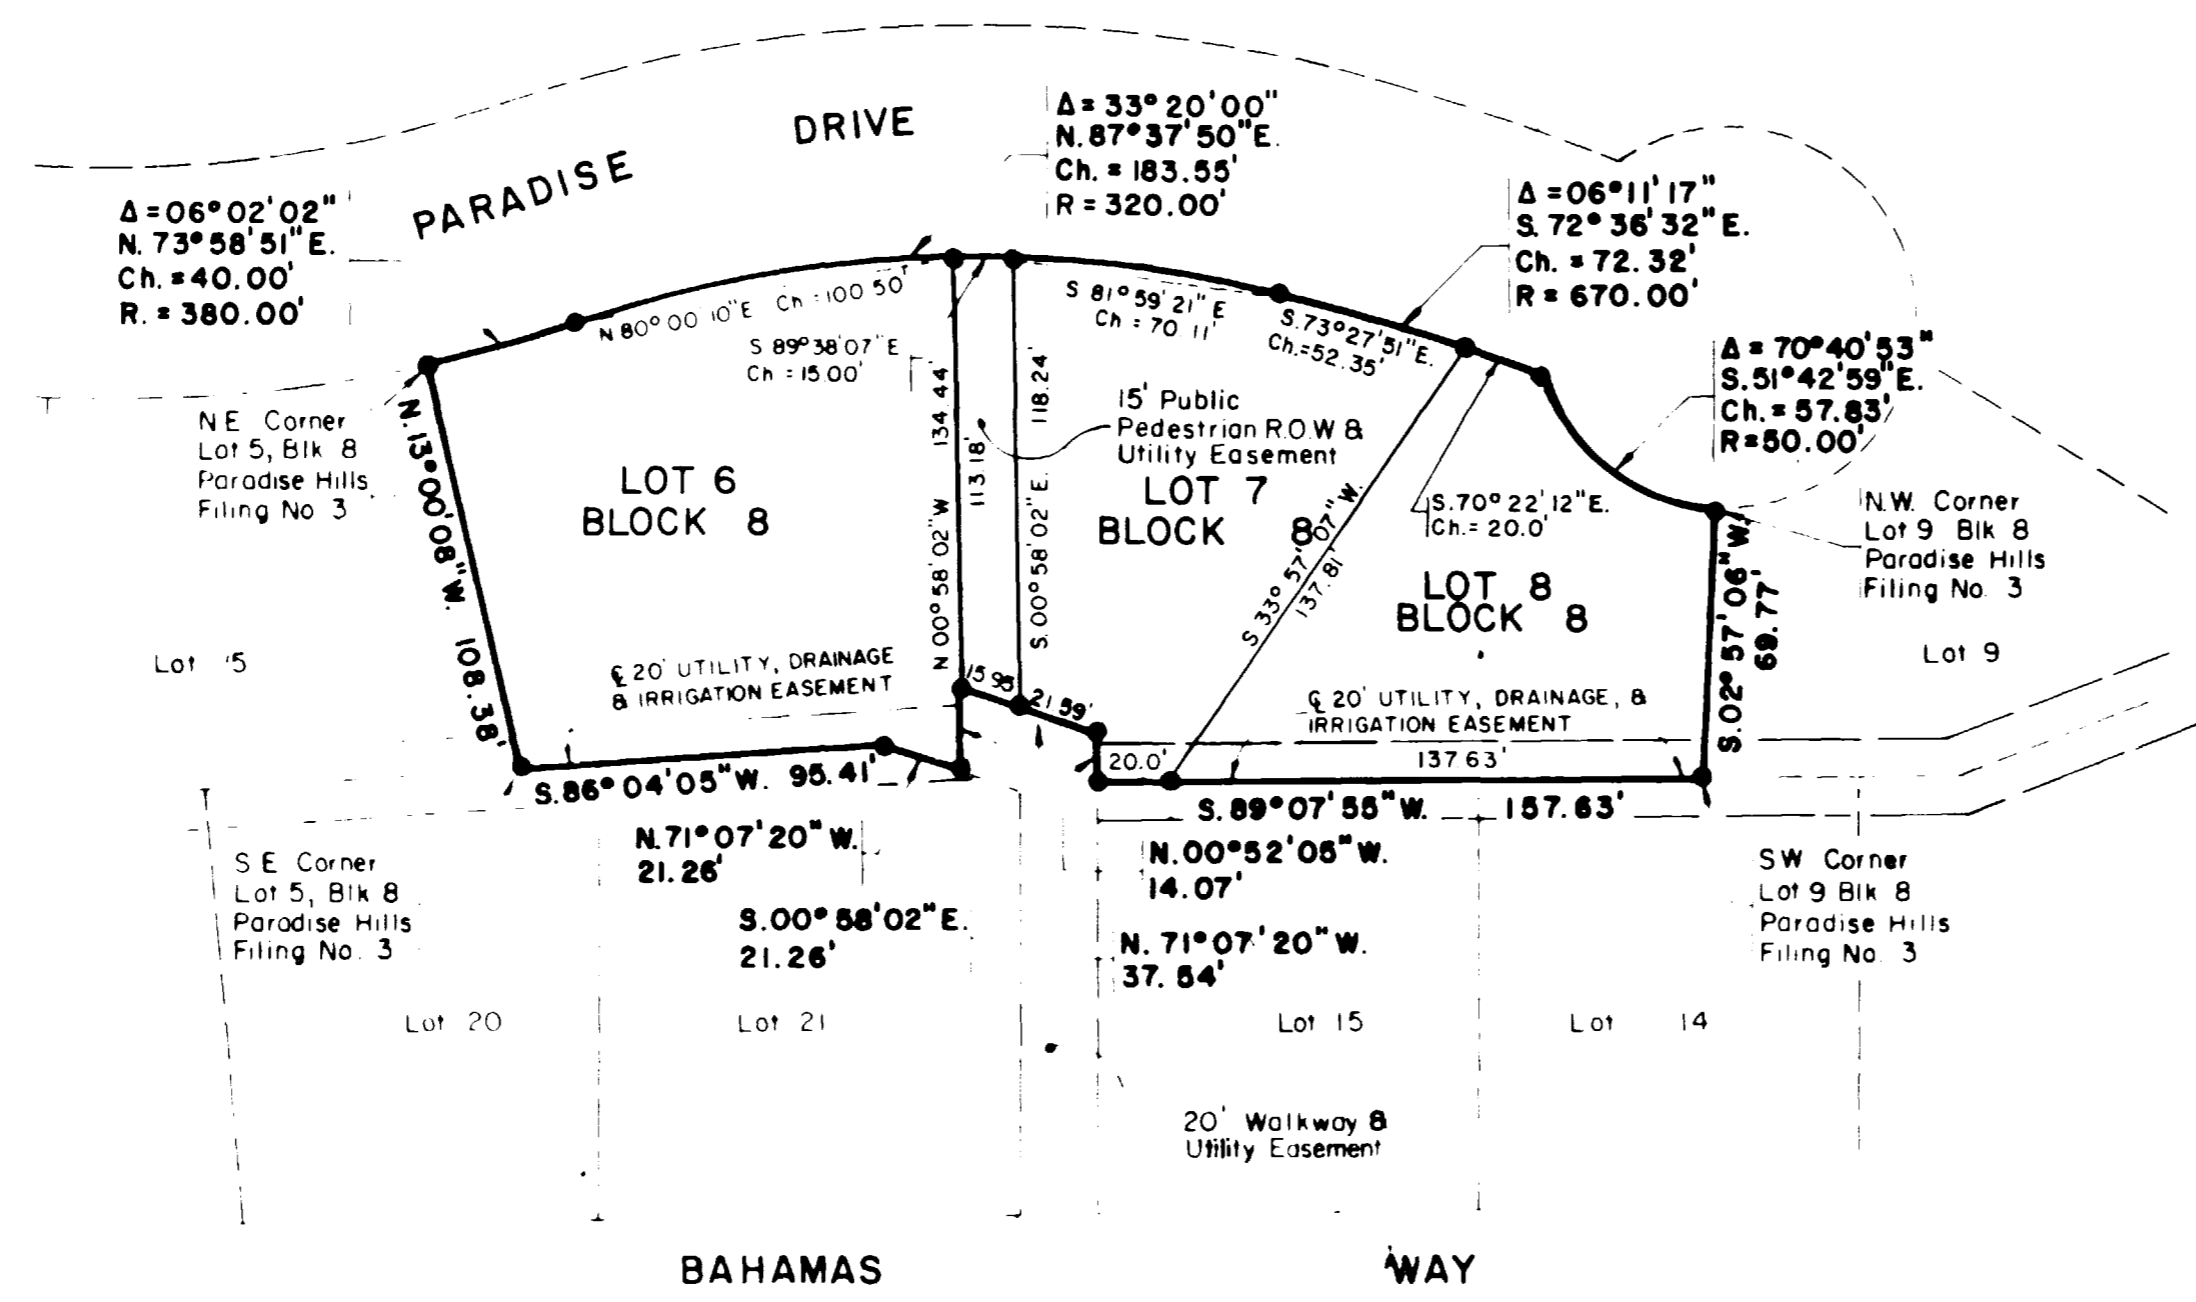 PARADISE DRIVE
Δ = 06° 02' 02"
N. 73° 58' 51" E.
Ch. = 40.00'
R. = 380.00'
Δ = 33° 20' 00"
N. 87° 37' 50" E.
Ch. = 183.55'
R = 320.00'
Δ = 06° 11' 17"
S. 72° 36' 32" E.
Ch. = 72.32'
R = 670.00'
Δ = 70° 40' 53"
S. 51° 42' 59" E.
Ch. = 57.83'
R = 50.00'
N 80° 00' 10" E Ch = 100.50'
S 89° 38' 07" E
Ch = 15.00'
S 81° 59' 21" E
Ch = 70.11'
S. 73° 27' 51" E.
Ch. = 52.35'
S. 70° 22' 12" E.
Ch. = 20.0'
NE Corner
Lot 5, Blk 8
Paradise Hills
Filing No 3
N. 13° 00' 08" W. 108.38'
LOT 6
BLOCK 8
N 00° 58' 02" W 134.44
113.18'
S. 00° 58' 02" E. 118.24'
15' Public
Pedestrian R.O.W &
Utility Easement
LOT 7
BLOCK 8
S 33° 57' 07" W.
137.81'
LOT 8
BLOCK 8
N.W. Corner
Lot 9 Blk 8
Paradise Hills
Filing No. 3
S. 02° 57' 06" W.
69.77'
Lot 5
Lot 9
℄ 20' UTILITY, DRAINAGE
& IRRIGATION EASEMENT
15.95
21.59'
℄ 20' UTILITY, DRAINAGE, &
IRRIGATION EASEMENT
20.0'
137.63'
S. 86° 04' 05" W. 95.41'
S. 89° 07' 55" W. 157.63'
N. 71° 07' 20" W.
21.26'
S. 00° 58' 02" E.
21.26'
N. 00° 52' 05" W.
14.07'
N. 71° 07' 20" W.
37.54'
SE Corner
Lot 5, Blk 8
Paradise Hills
Filing No. 3
SW Corner
Lot 9 Blk 8
Paradise Hills
Filing No. 3
Lot 20
Lot 21
Lot 15
Lot 14
20' Walkway &
Utility Easement
BAHAMAS WAY